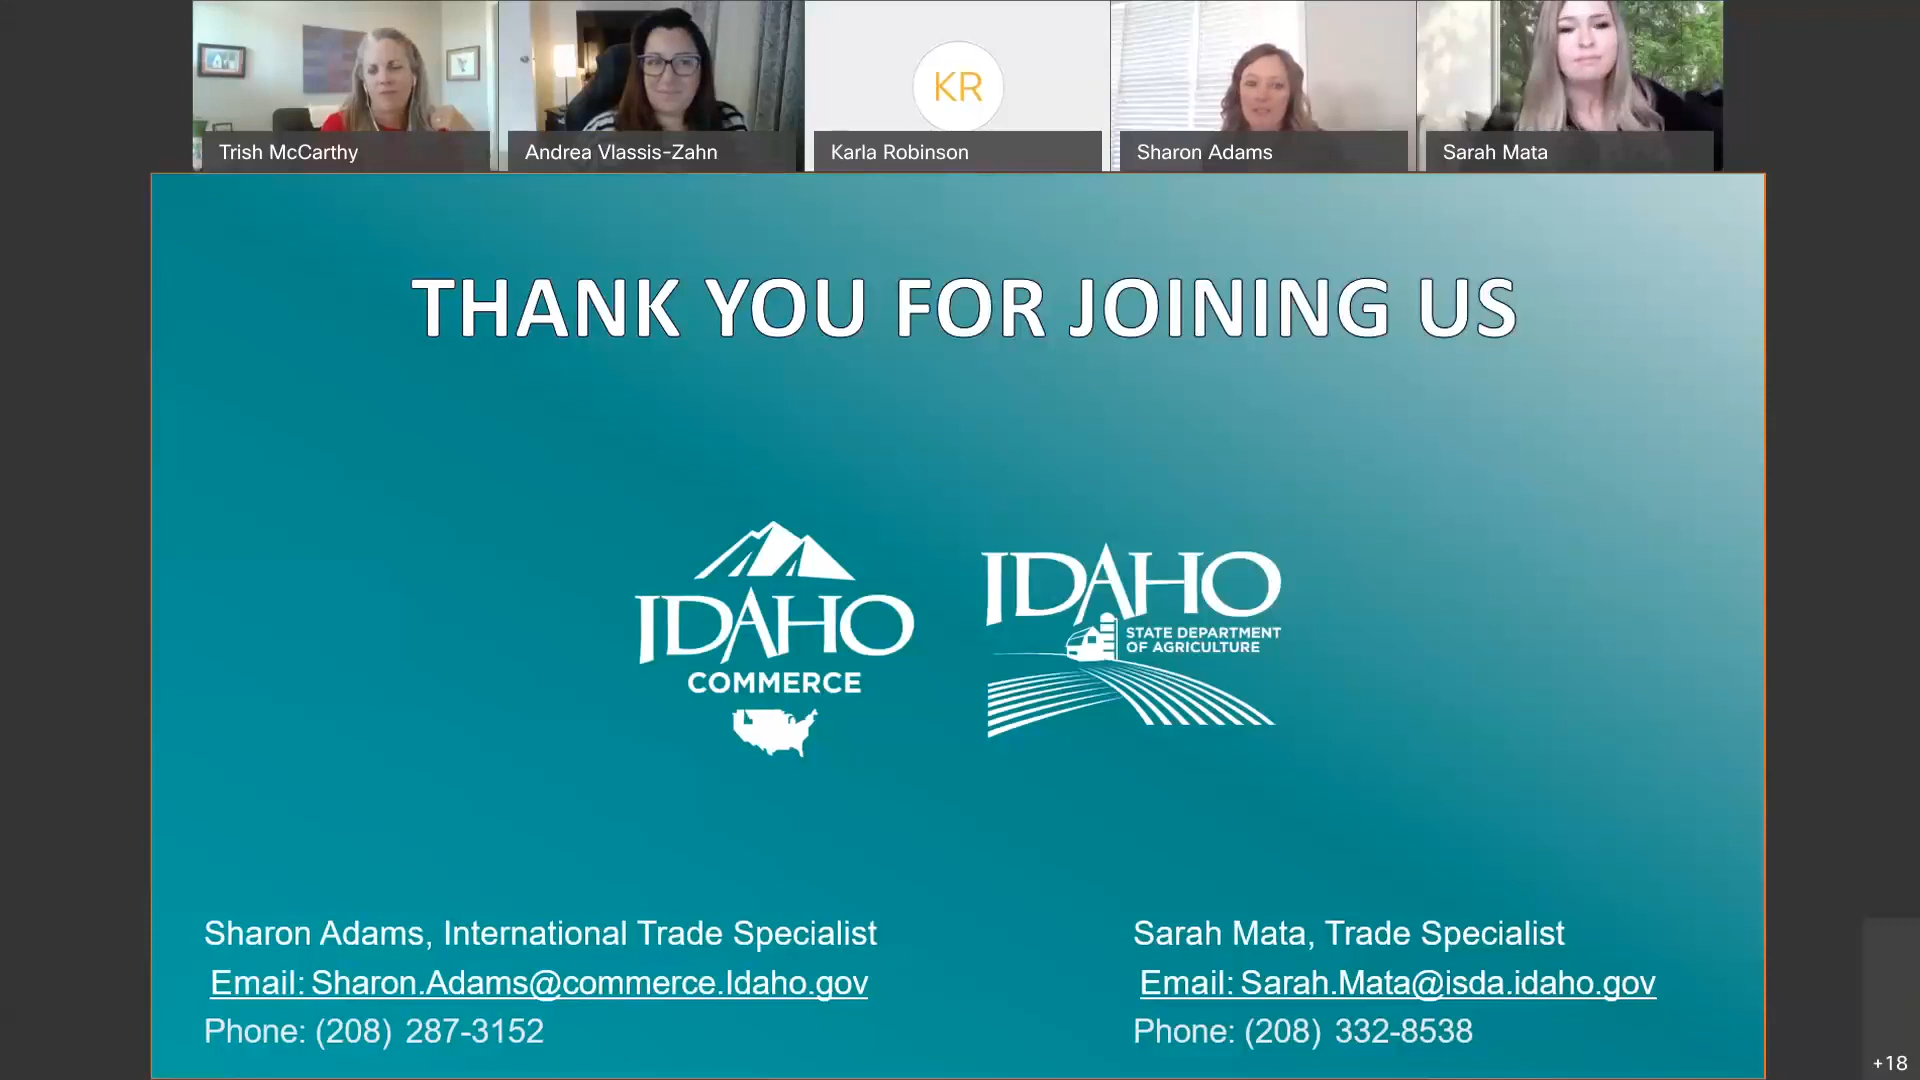 Trish McCarthy
Andrea Vlassis-Zahn
KR
Karla Robinson
Sharon Adams
Sarah Mata
THANK YOU FOR JOINING US
IDAHO
COMMERCE
IDAHO
STATE DEPARTMENT
OF AGRICULTURE
Sharon Adams, International Trade Specialist
Email: Sharon.Adams@commerce.Idaho.gov
Phone: (208) 287-3152
Sarah Mata, Trade Specialist
Email: Sarah.Mata@isda.idaho.gov
Phone: (208) 332-8538
+18